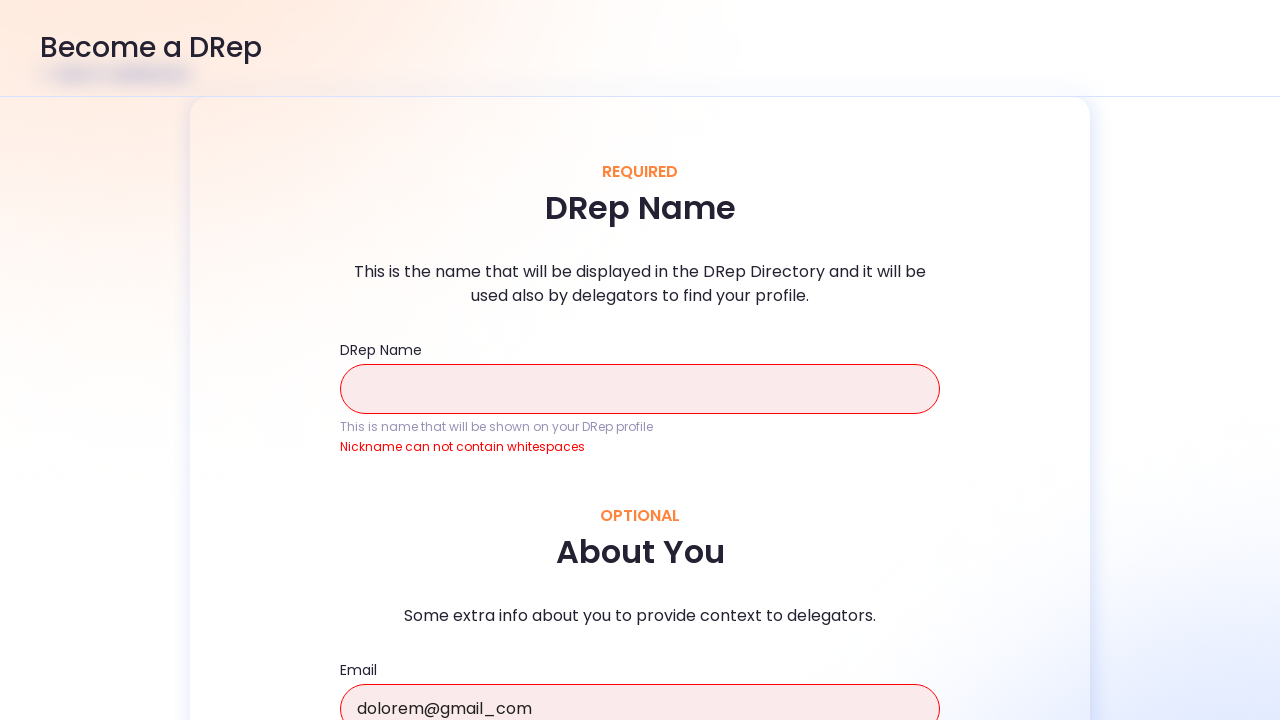 Become a DRep
REQUIRED
DRep Name
This is the name that will be displayed in the DRep Directory and it will be
used also by delegators to find your profile.
DRep Name
This is name that will be shown on your DRep profile
Nickname can not contain whitespaces
OPTIONAL
About You
Some extra info about you to provide context to delegators.
Email
dolorem@gmail_com